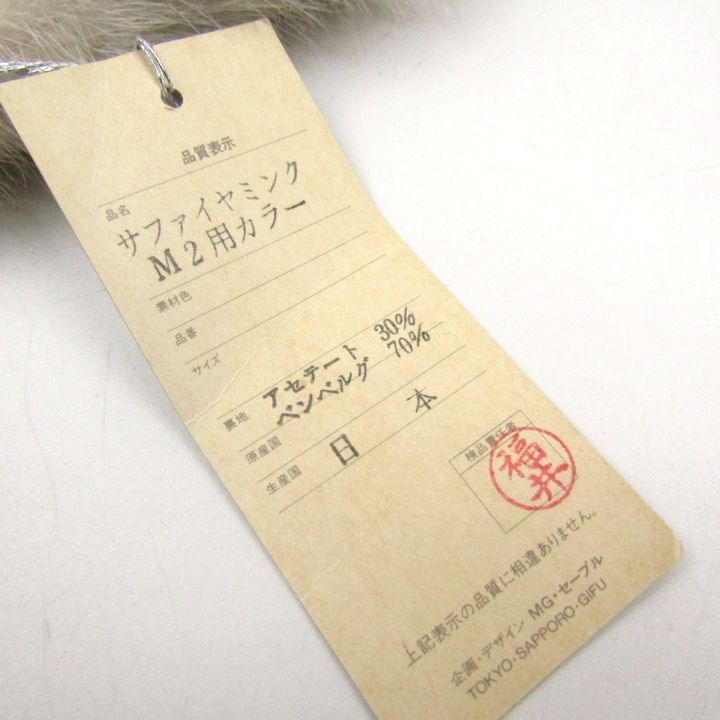 品質表示
品名
サファイヤミンク
M2用カラー
素材色
品番
サイズ
裏地
アセテート 30%
ベンベルグ 70%
原産国
生産国
日本
検品責任者
福井
上記表示の品質に相違ありません。
企画・デザイン MG・セーブル
TOKYO・SAPPORO・GIFU